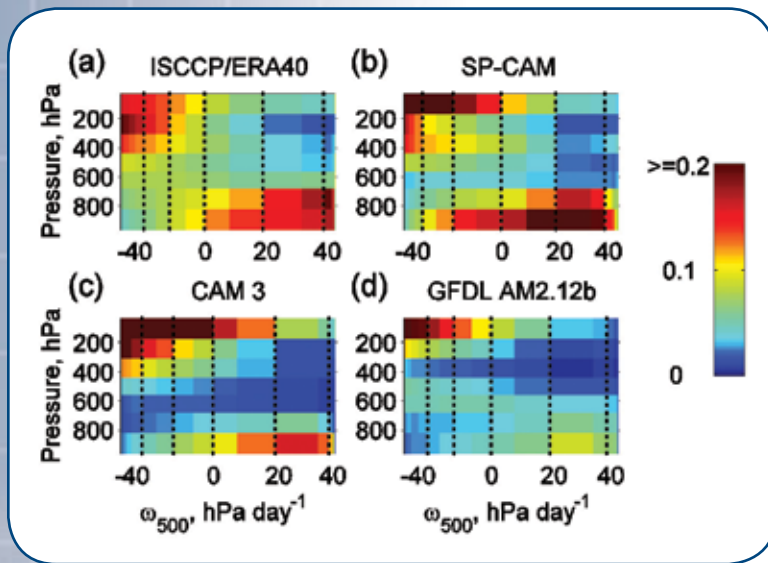 (a) ISCCP/ERA40
(b) SP-CAM
Pressure, hPa
200
400
600
800
-40 0 20 40
200
400
600
800
-40 0 20 40
>=0.2
0.1
0
(c) CAM 3
(d) GFDL AM2.12b
Pressure, hPa
200
400
600
800
-40 0 20 40
ω500, hPa day-1
200
400
600
800
-40 0 20 40
ω500, hPa day-1